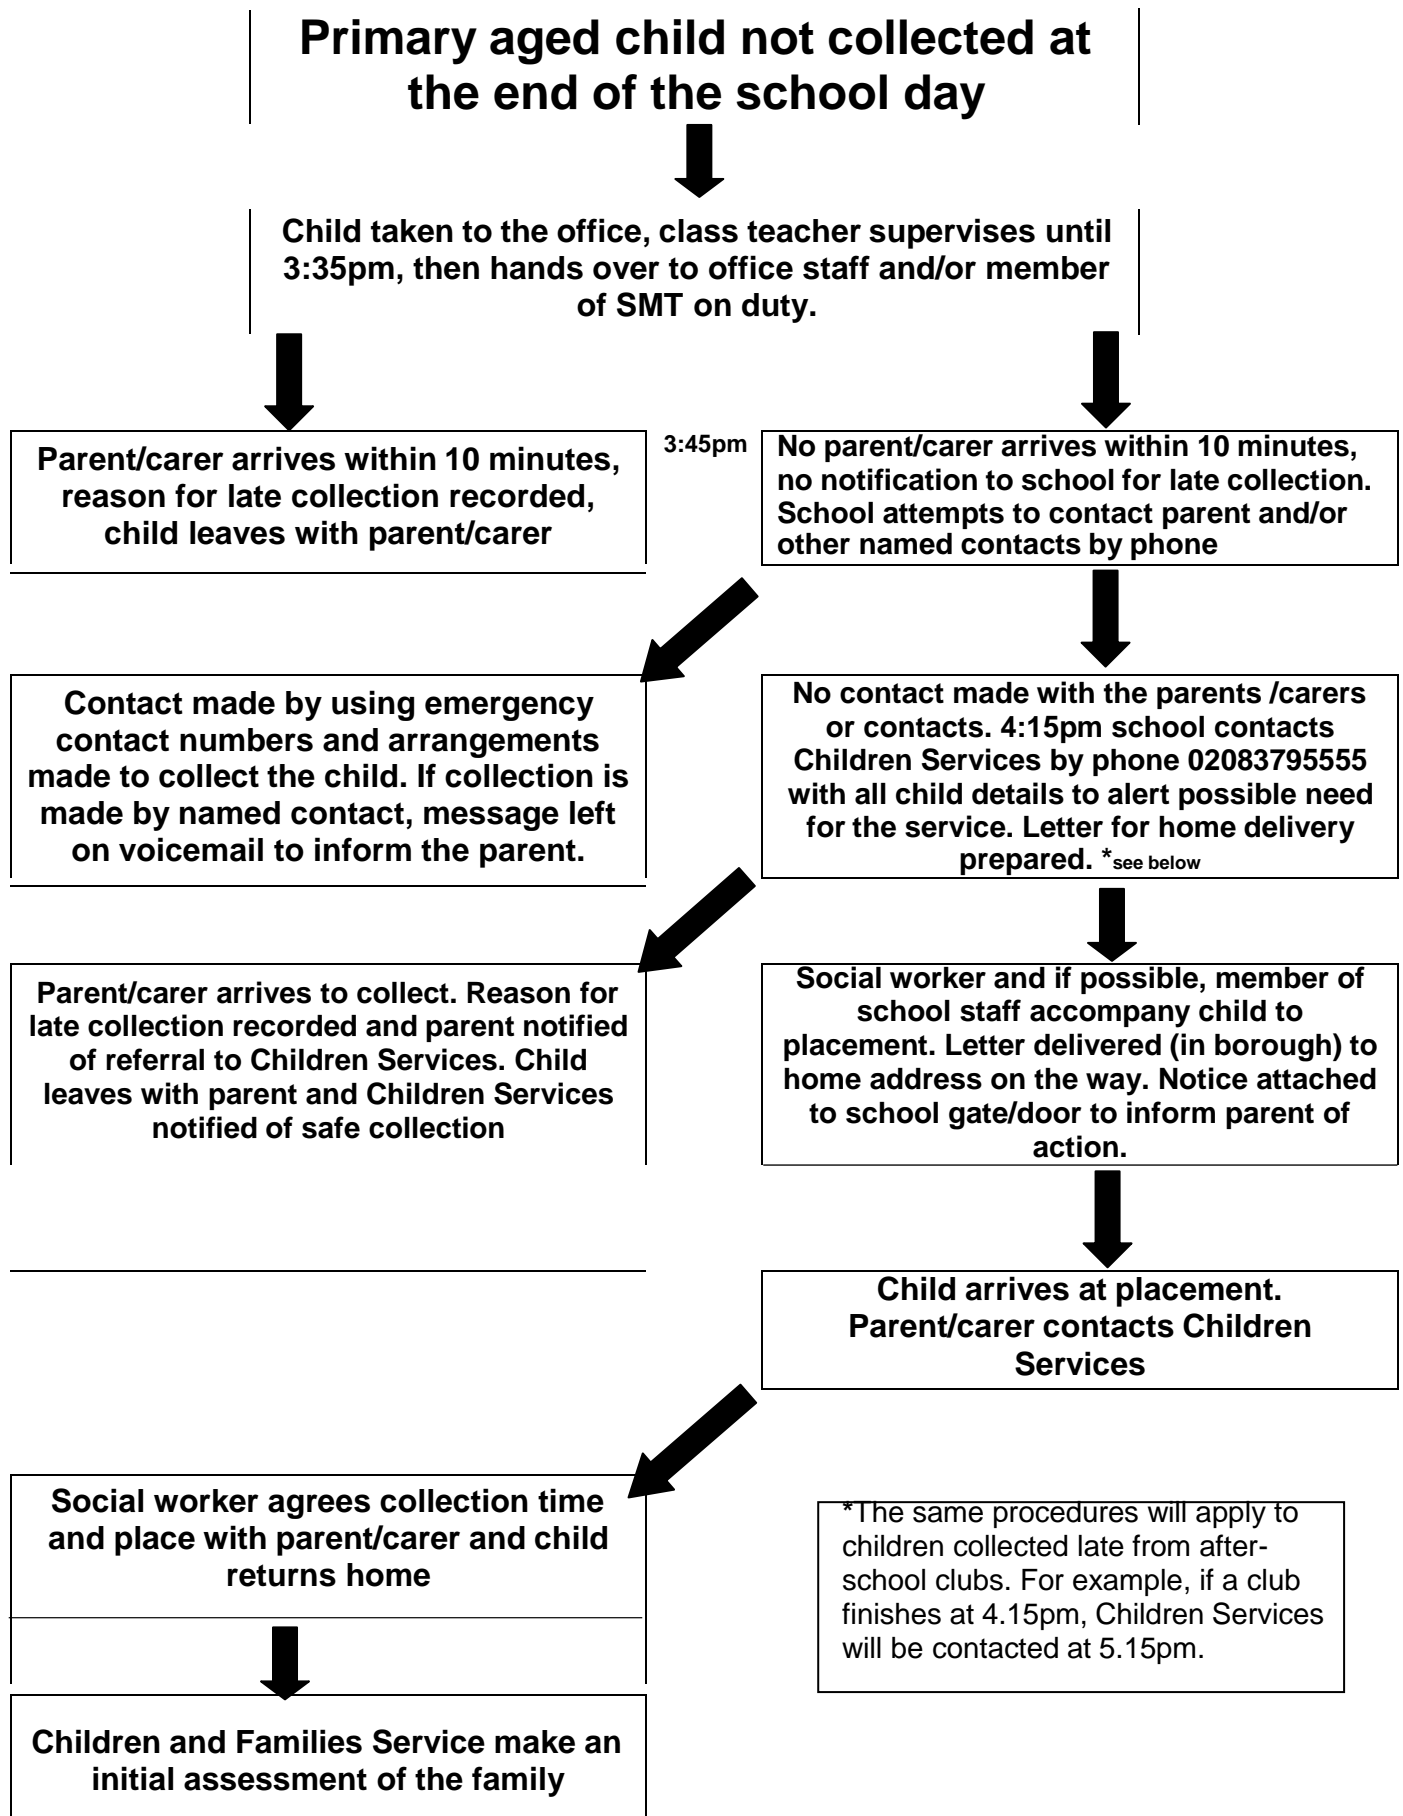 Primary aged child not collected at
the end of the school day
Child taken to the office, class teacher supervises until
3:35pm, then hands over to office staff and/or member
of SMT on duty.
Parent/carer arrives within 10 minutes,
reason for late collection recorded,
child leaves with parent/carer
3:45pm
No parent/carer arrives within 10 minutes,
no notification to school for late collection.
School attempts to contact parent and/or
other named contacts by phone
Contact made by using emergency
contact numbers and arrangements
made to collect the child. If collection is
made by named contact, message left
on voicemail to inform the parent.
No contact made with the parents /carers
or contacts. 4:15pm school contacts
Children Services by phone 02083795555
with all child details to alert possible need
for the service. Letter for home delivery
prepared. *see below
Parent/carer arrives to collect. Reason for
late collection recorded and parent notified
of referral to Children Services. Child
leaves with parent and Children Services
notified of safe collection
Social worker and if possible, member of
school staff accompany child to
placement. Letter delivered (in borough) to
home address on the way. Notice attached
to school gate/door to inform parent of
action.
Child arrives at placement.
Parent/carer contacts Children
Services
Social worker agrees collection time
and place with parent/carer and child
returns home
*The same procedures will apply to
children collected late from after-
school clubs. For example, if a club
finishes at 4.15pm, Children Services
will be contacted at 5.15pm.
Children and Families Service make an
initial assessment of the family